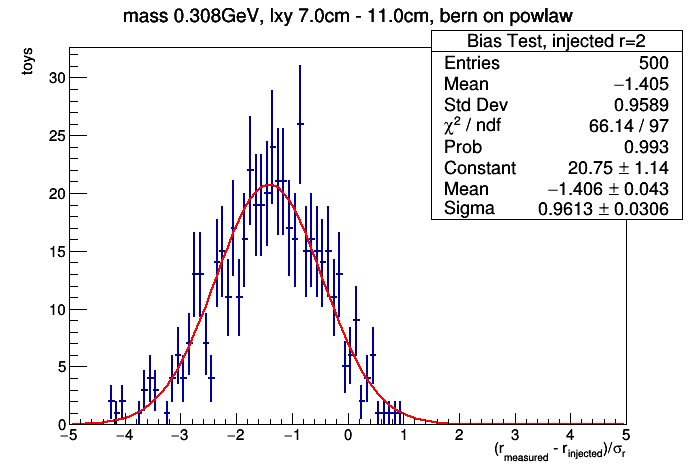 mass 0.308GeV, lxy 7.0cm - 11.0cm, bern on powlaw
Bias Test, injected r=2
Entries 500
Mean −1.405
Std Dev 0.9589
χ² / ndf 66.14 / 97
Prob 0.993
Constant 20.75 ± 1.14
Mean −1.406 ± 0.043
Sigma 0.9613 ± 0.0306
toys
30
25
20
15
10
5
0
−5 −4 −3 −2 −1 0 1 2 3 4 5
(r_measured - r_injected)/σ_r